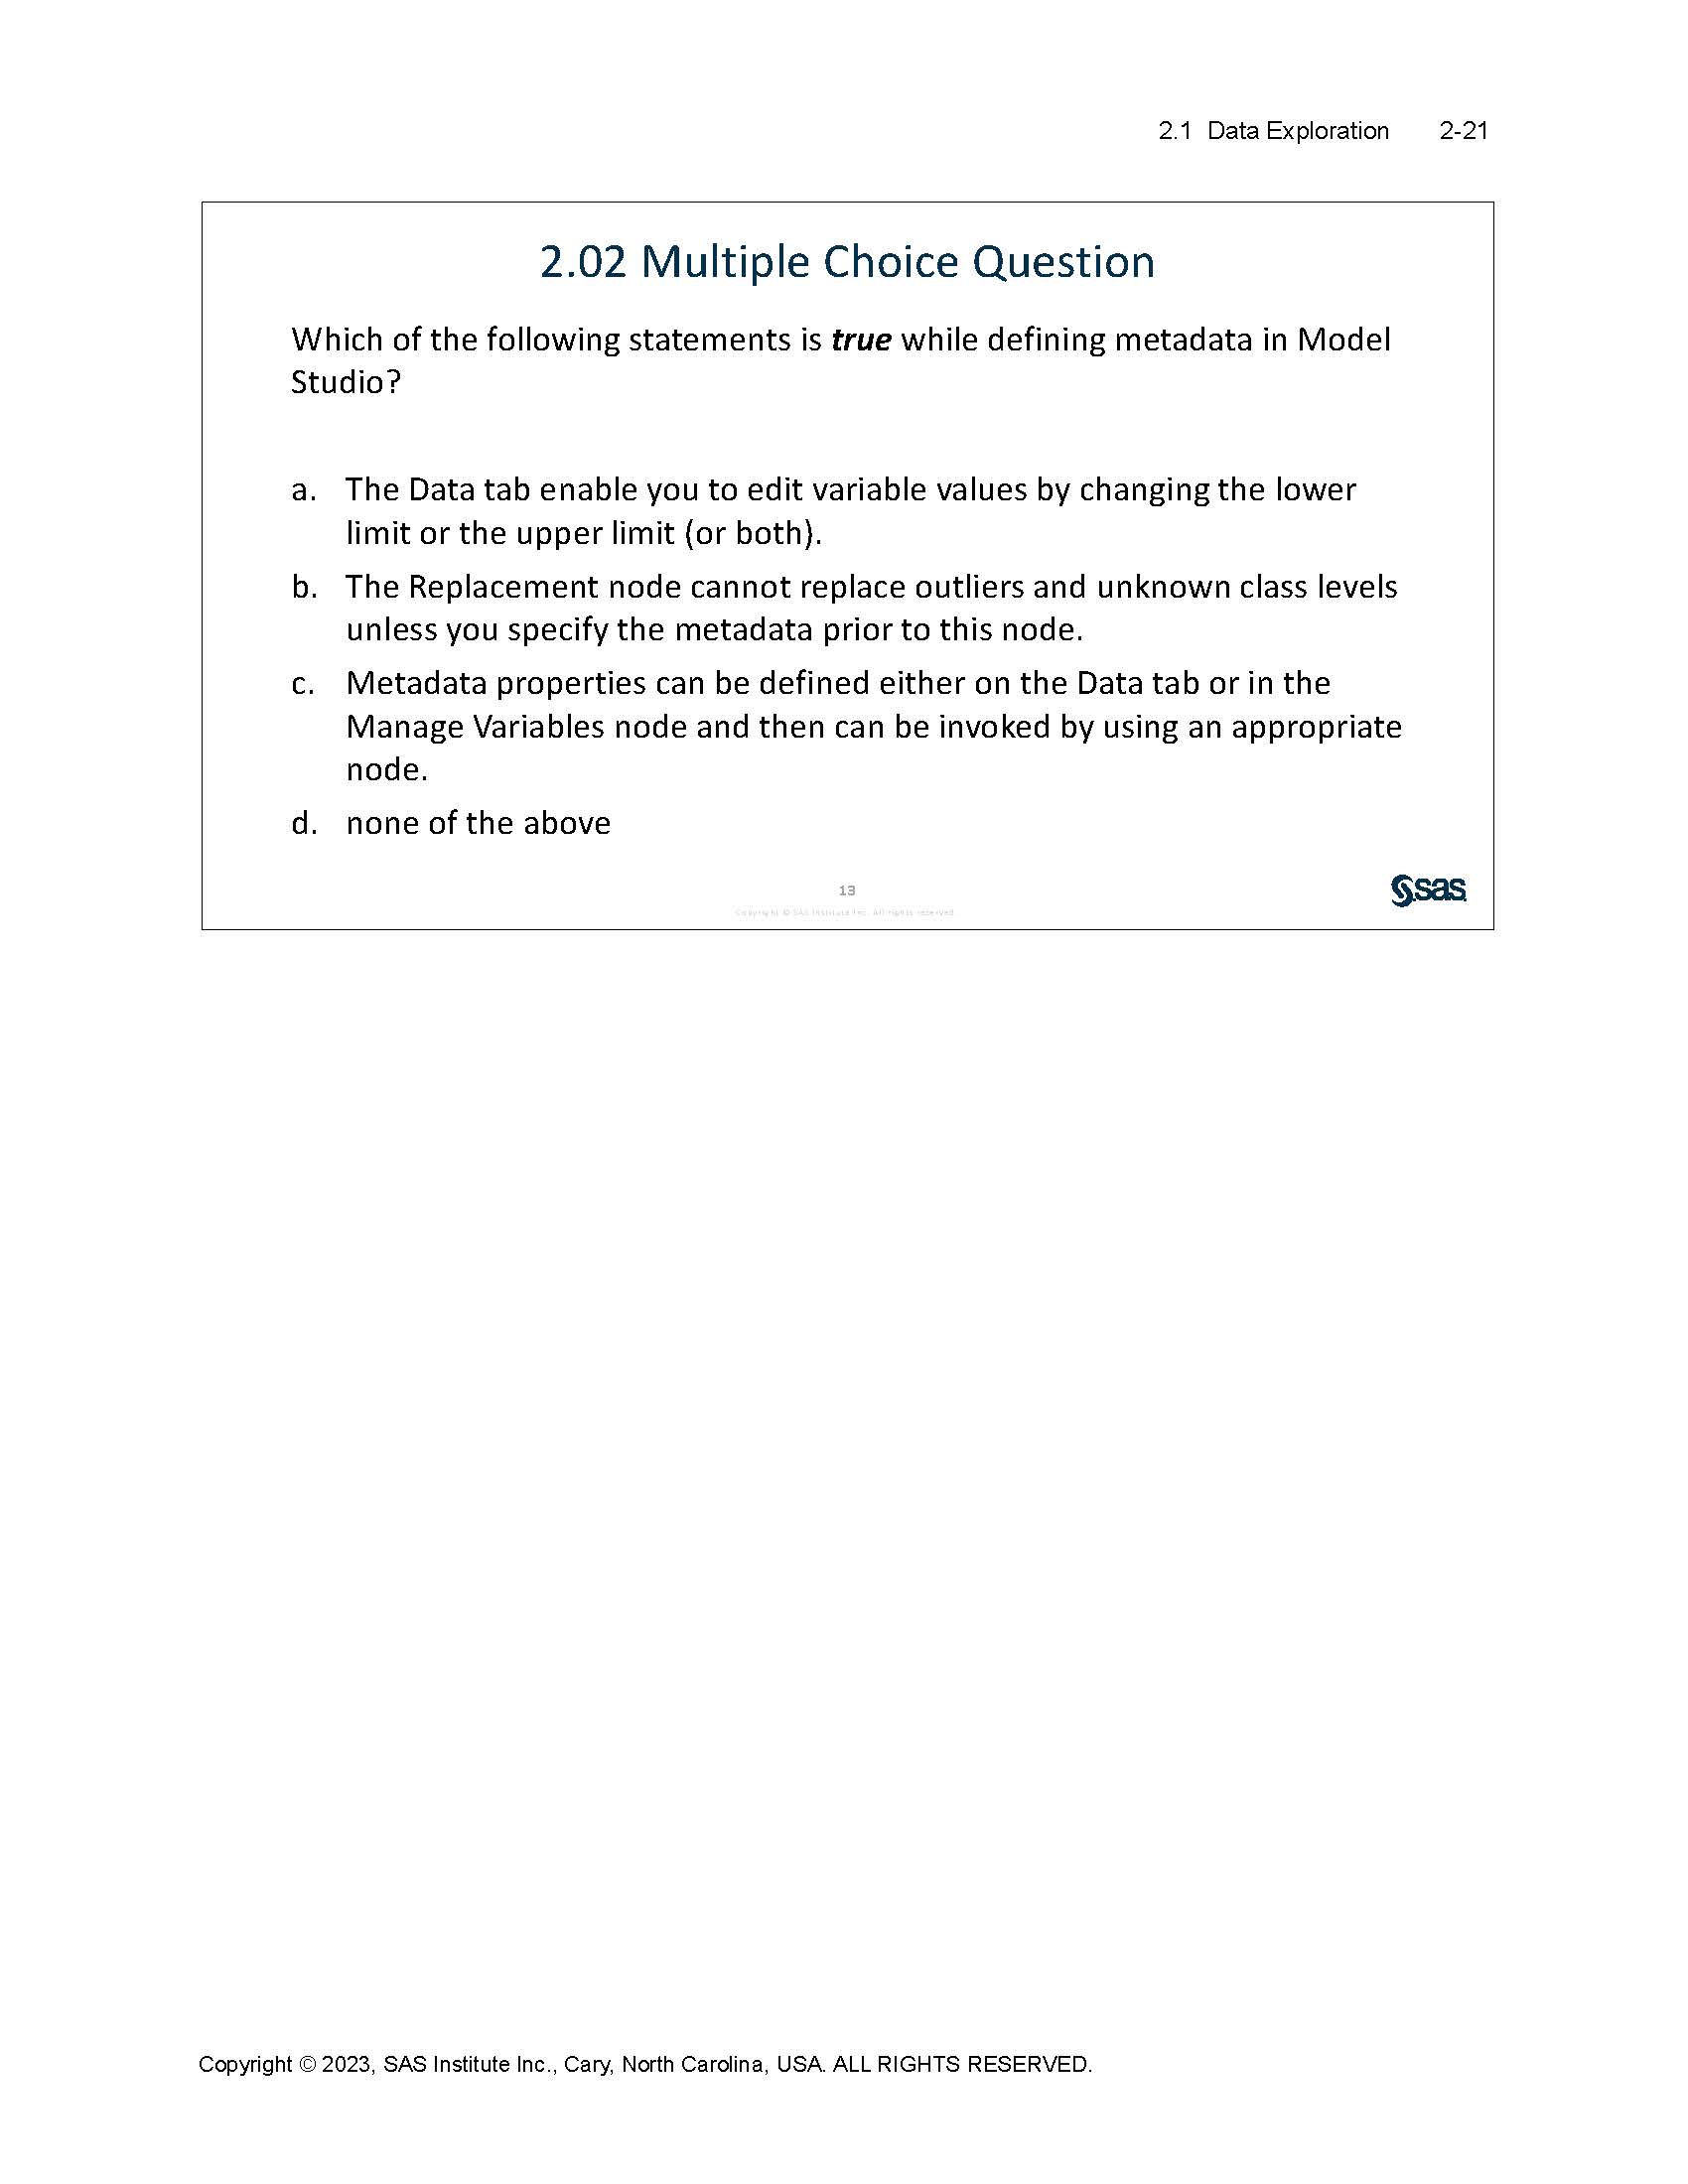 2.1 Data Exploration 2-21
2.02 Multiple Choice Question
Which of the following statements is true while defining metadata in Model
Studio?
a. The Data tab enable you to edit variable values by changing the lower
limit or the upper limit (or both).
b. The Replacement node cannot replace outliers and unknown class levels
unless you specify the metadata prior to this node.
c. Metadata properties can be defined either on the Data tab or in the
Manage Variables node and then can be invoked by using an appropriate
node.
d. none of the above
13
Copyright © SAS Institute Inc. All rights reserved.
sas
Copyright © 2023, SAS Institute Inc., Cary, North Carolina, USA. ALL RIGHTS RESERVED.